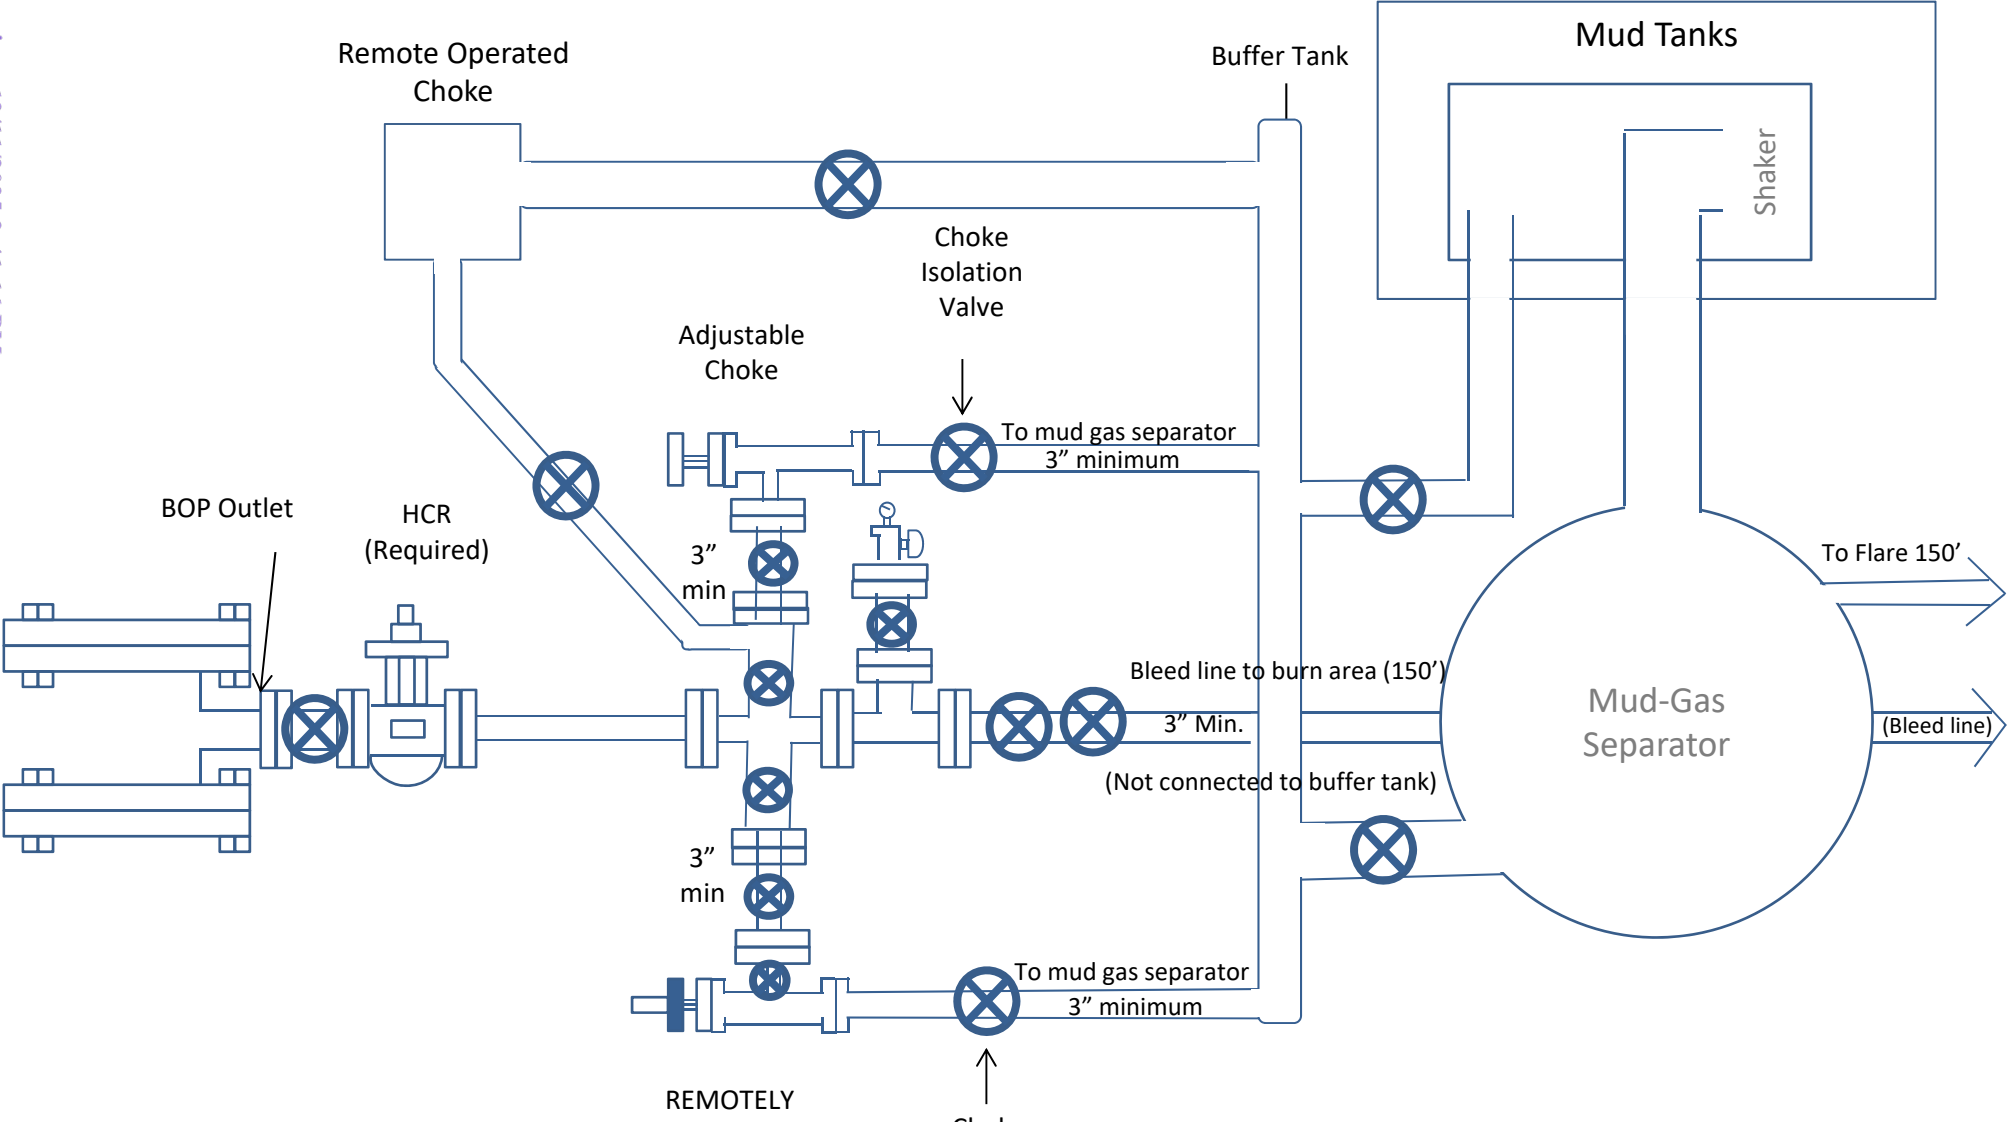 Mud Tanks
Remote Operated
Choke
Buffer Tank
Shaker
Choke
Isolation
Valve
Adjustable
Choke
To mud gas separator
3” minimum
BOP Outlet
HCR
(Required)
3”
min
To Flare 150’
Bleed line to burn area (150’)
3” Min.
(Not connected to buffer tank)
Mud-Gas
Separator
(Bleed line)
3”
min
To mud gas separator
3” minimum
REMOTELY